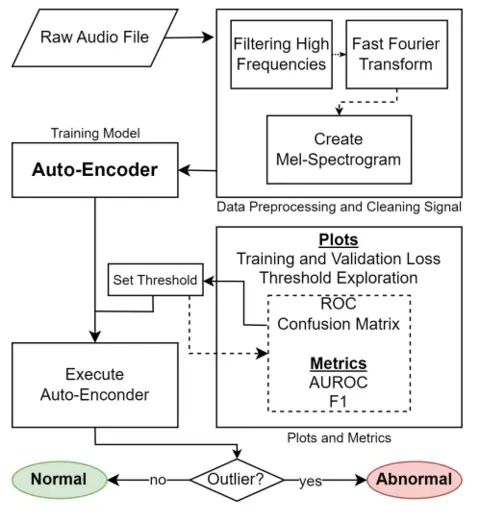 Raw Audio File
Filtering High
Frequencies
Fast Fourier
Transform
Create
Mel-Spectrogram
Data Preprocessing and Cleaning Signal
Training Model
Auto-Encoder
Plots
Training and Validation Loss
Threshold Exploration
ROC
Confusion Matrix
Metrics
AUROC
F1
Plots and Metrics
Set Threshold
Execute
Auto-Enconder
Outlier?
no
yes
Normal
Abnormal